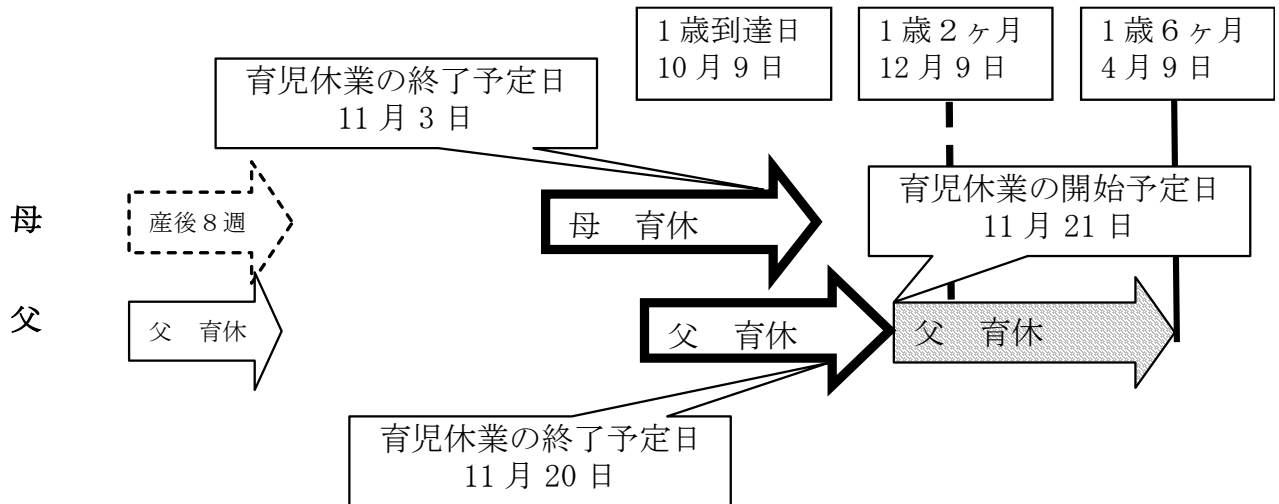 1歳到達日
10月9日
1歳2ヶ月
12月9日
1歳6ヶ月
4月9日
育児休業の終了予定日
11月3日
育児休業の開始予定日
11月21日
母
産後8週
母 育休
父
父 育休
父 育休
父 育休
育児休業の終了予定日
11月20日